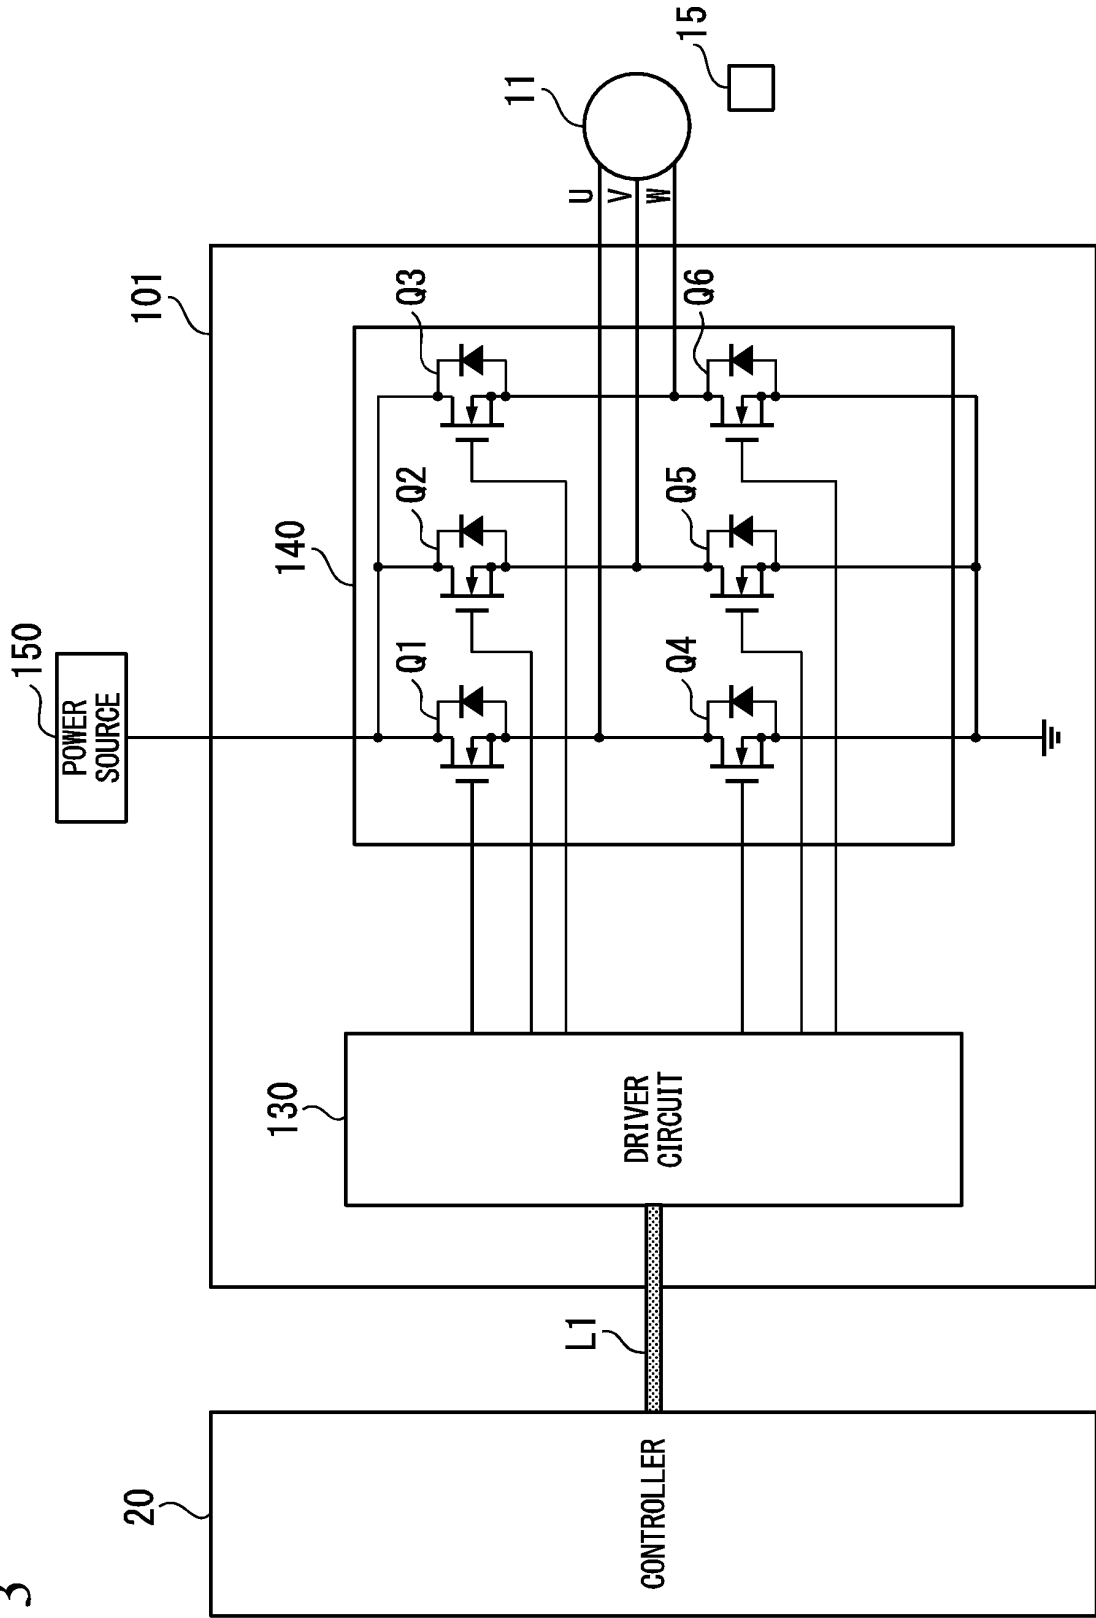 3
20
CONTROLLER
L1
101
130
DRIVER
CIRCUIT
150
POWER
SOURCE
140
Q1
Q2
Q3
Q4
Q5
Q6
U
V
W
11
15